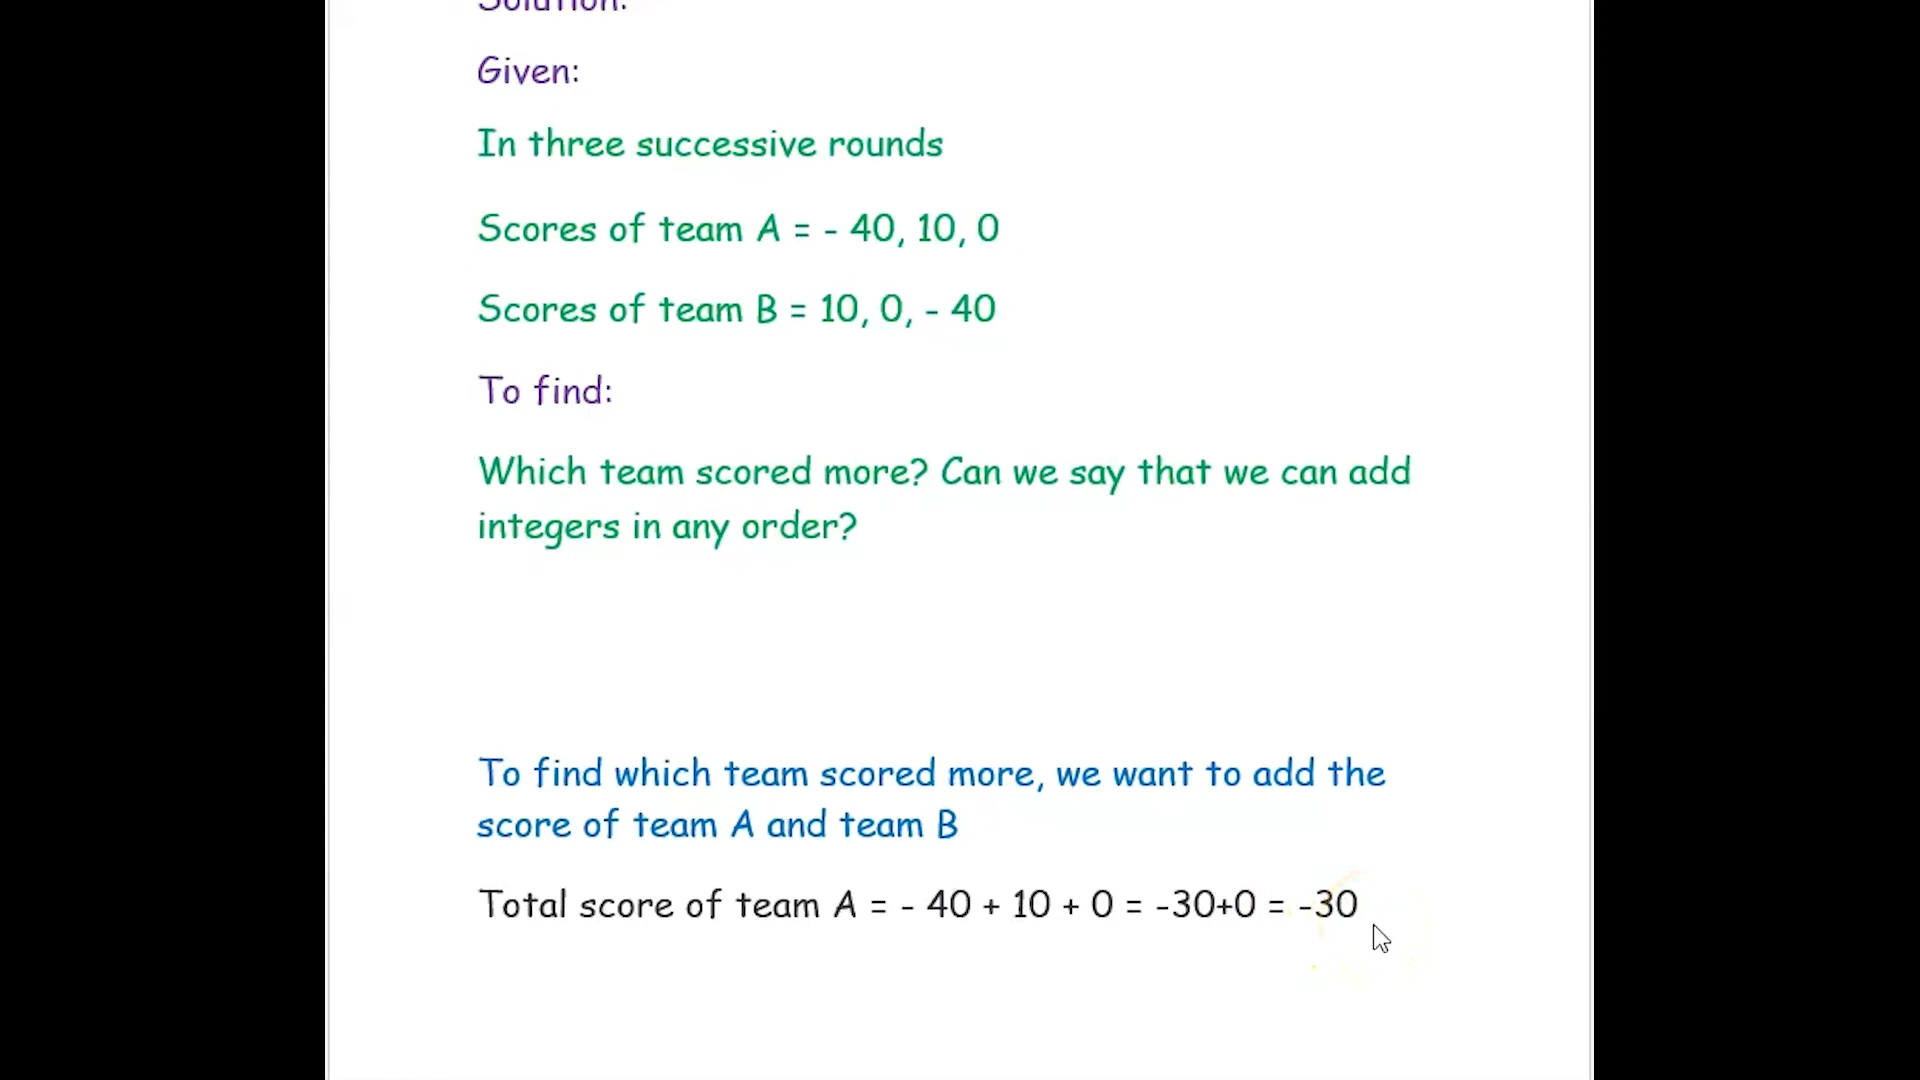 Solution:
Given:
In three successive rounds
Scores of team A = - 40, 10, 0
Scores of team B = 10, 0, - 40
To find:
Which team scored more? Can we say that we can add
integers in any order?
To find which team scored more, we want to add the
score of team A and team B
Total score of team A = - 40 + 10 + 0 = -30+0 = -30